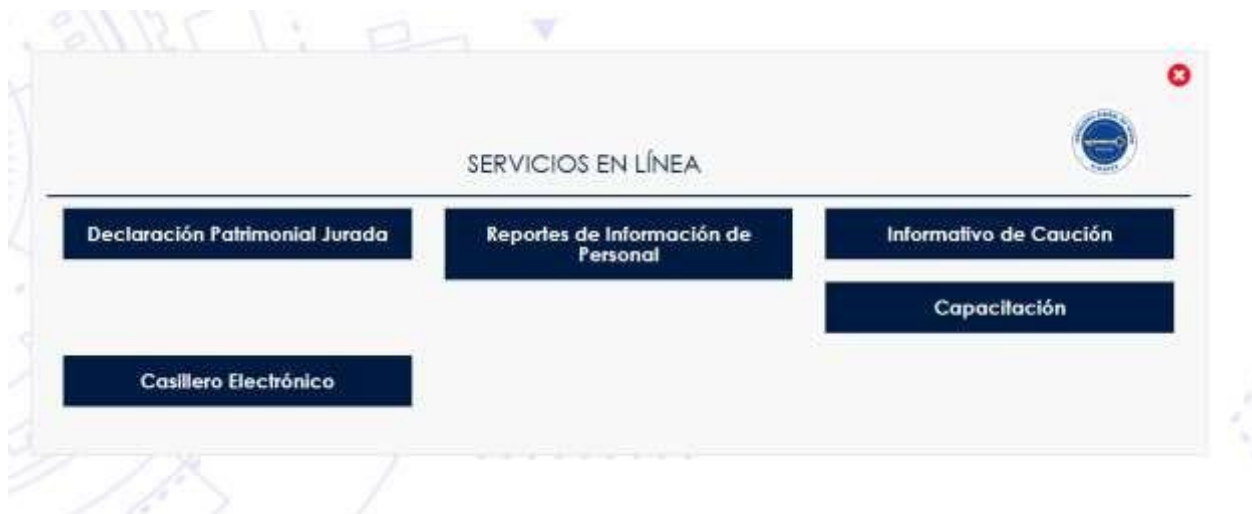 SERVICIOS EN LÍNEA
Declaración Patrimonial Jurada
Reportes de Información de
Personal
Informativo de Caución
Capacitación
Casillero Electrónico